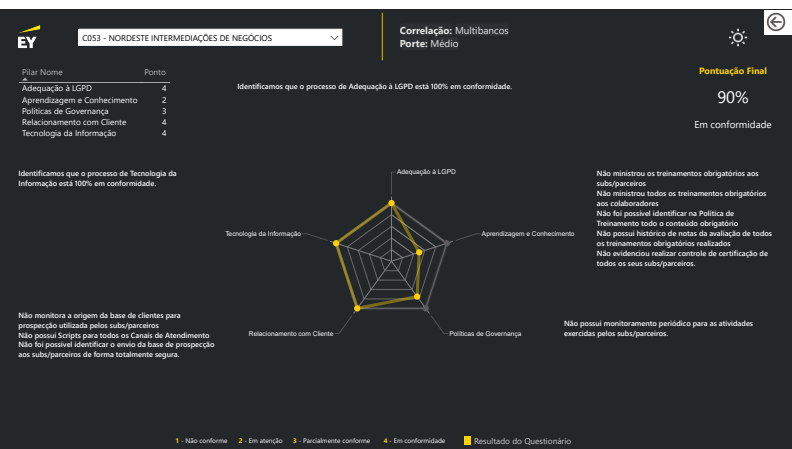 EY
C053 - NORDESTE INTERMEDIAÇÕES DE NEGÓCIOS
Correlação: Multibancos
Porte: Médio
Pilar Nome Ponto
Adequação à LGPD 4
Aprendizagem e Conhecimento 2
Políticas de Governança 3
Relacionamento com Cliente 4
Tecnologia da Informação 4
Identificamos que o processo de Adequação à LGPD está 100% em conformidade.
Pontuação Final
90%
Em conformidade
Identificamos que o processo de Tecnologia da
Informação está 100% em conformidade.
Adequação à LGPD
Tecnologia da Informação
Aprendizagem e Conhecimento
Relacionamento com Cliente
Políticas de Governança
Não ministrou os treinamentos obrigatórios aos
subs/parceiros
Não ministrou todos os treinamentos obrigatórios
aos colaboradores
Não foi possível identificar na Política de
Treinamento todo o conteúdo obrigatório
Não possui histórico de notas da avaliação de todos
os treinamentos obrigatórios realizados
Não evidenciou realizar controle de certificação de
todos os seus subs/parceiros.
Não monitora a origem da base de clientes para
prospecção utilizada pelos subs/parceiros
Não possui Scripts para todos os Canais de Atendimento
Não foi possível identificar o envio da base de prospecção
aos subs/parceiros de forma totalmente segura.
Não possui monitoramento periódico para as atividades
exercidas pelos subs/parceiros.
1 - Não conforme 2 - Em atenção 3 - Parcialmente conforme 4 - Em conformidade Resultado do Questionário